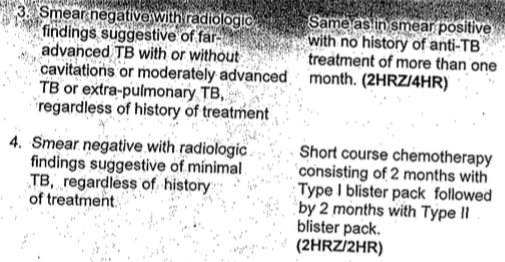 3. Smear negative with radiologic
findings suggestive of far-
advanced TB with or without
cavitations or moderately advanced
TB or extra-pulmonary TB,
regardless of history of treatment
Same as in smear positive
with no history of anti-TB
treatment of more than one
month. (2HRZ/4HR)
4. Smear negative with radiologic
findings suggestive of minimal
TB, regardless of history
of treatment
Short course chemotherapy
consisting of 2 months with
Type I blister pack followed
by 2 months with Type II
blister pack.
(2HRZ/2HR)